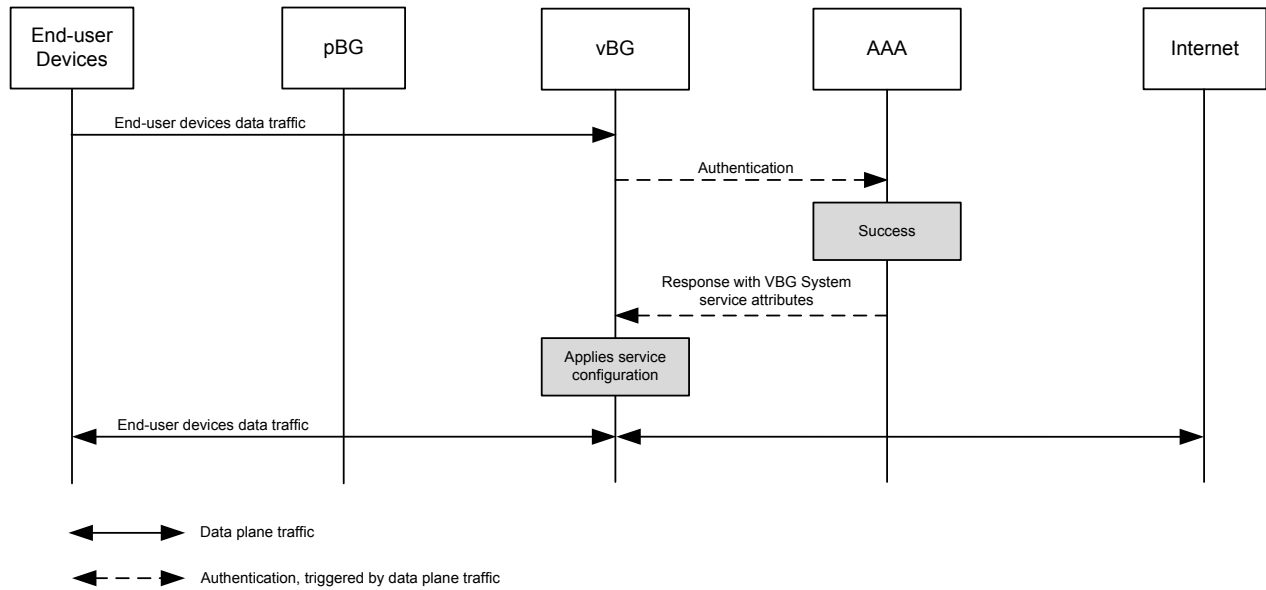 End-user
Devices
pBG
vBG
AAA
Internet
End-user devices data traffic
Authentication
Success
Response with VBG System
service attributes
Applies service
configuration
End-user devices data traffic
Data plane traffic
Authentication, triggered by data plane traffic